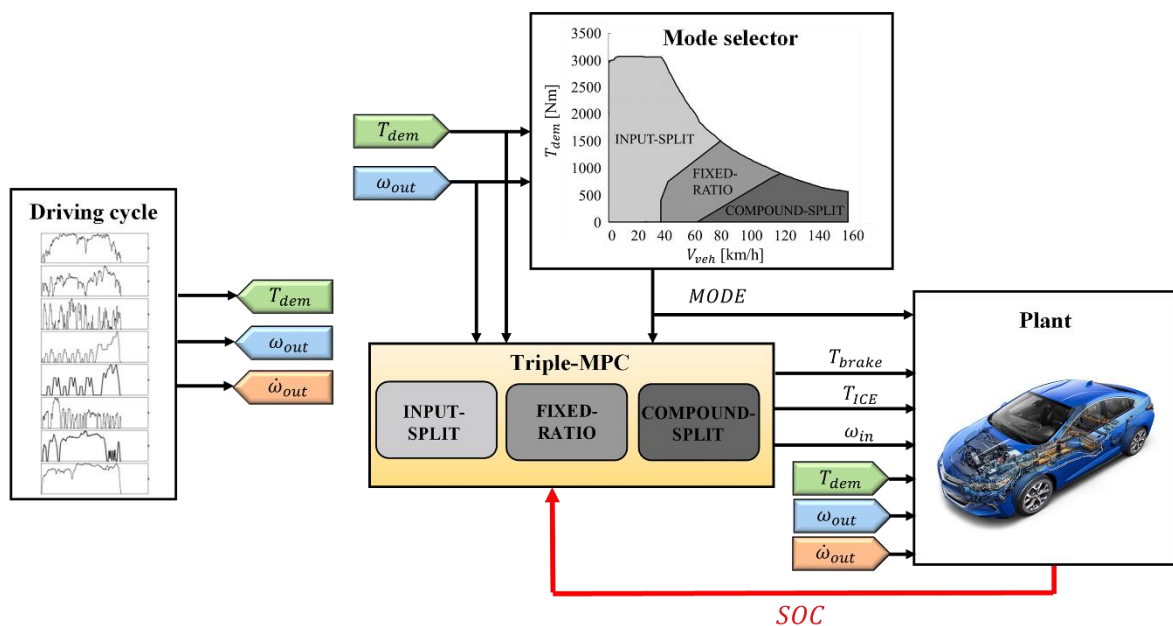 Mode selector
3500
3000
2500
2000
1500
1000
500
0
T_dem [Nm]
INPUT-SPLIT
FIXED-
RATIO
COMPOUND-SPLIT
0 20 40 60 80 100 120 140 160
V_veh [km/h]
T_dem
ω_out
Driving cycle
T_dem
ω_out
ω̇_out
MODE
Triple-MPC
INPUT-
SPLIT
FIXED-
RATIO
COMPOUND-
SPLIT
T_brake
T_ICE
ω_in
T_dem
ω_out
ω̇_out
Plant
SOC